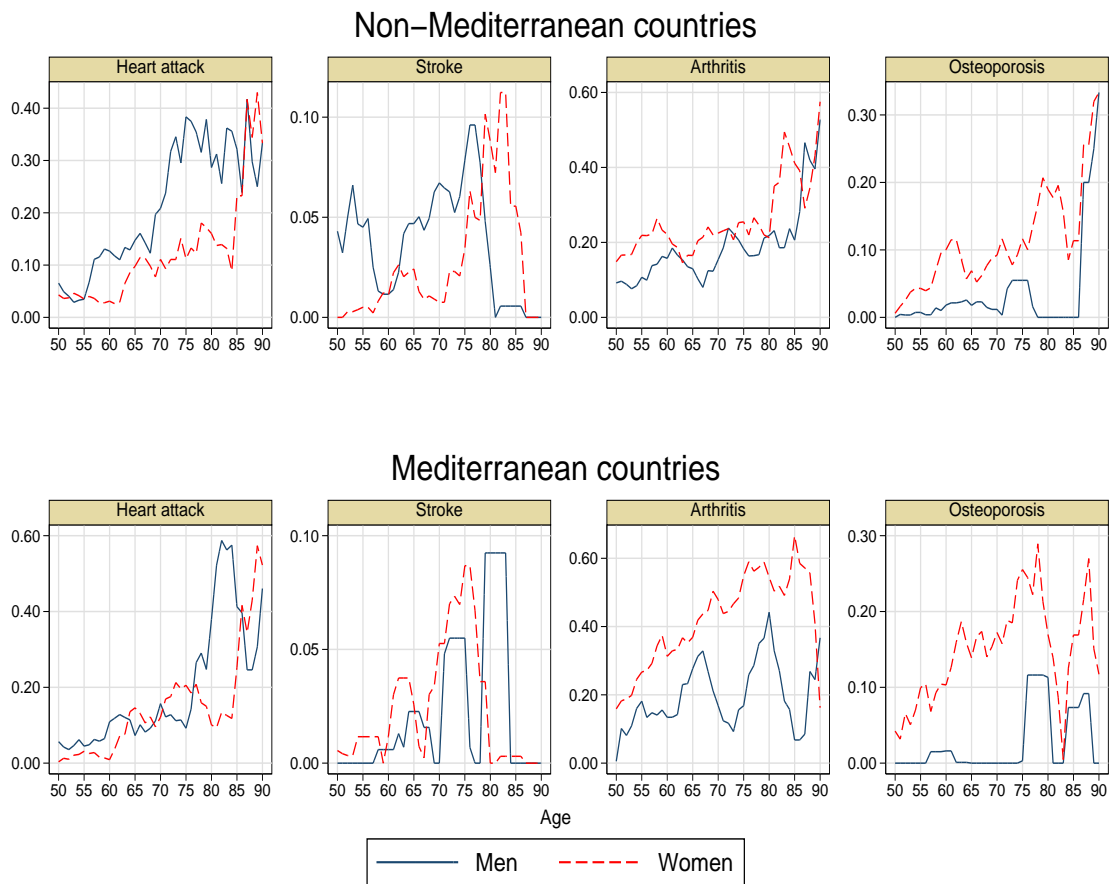 Non−Mediterranean countries
Heart attack Stroke Arthritis Osteoporosis
0.40 0.30 0.20 0.10 0.00
50 55 60 65 70 75 80 85 90
0.10 0.05 0.00
50 55 60 65 70 75 80 85 90
0.60 0.40 0.20 0.00
50 55 60 65 70 75 80 85 90
0.30 0.20 0.10 0.00
50 55 60 65 70 75 80 85 90
Mediterranean countries
Heart attack Stroke Arthritis Osteoporosis
0.60 0.40 0.20 0.00
50 55 60 65 70 75 80 85 90
0.10 0.05 0.00
50 55 60 65 70 75 80 85 90
0.60 0.40 0.20 0.00
50 55 60 65 70 75 80 85 90
0.30 0.20 0.10 0.00
50 55 60 65 70 75 80 85 90
Age
Men Women